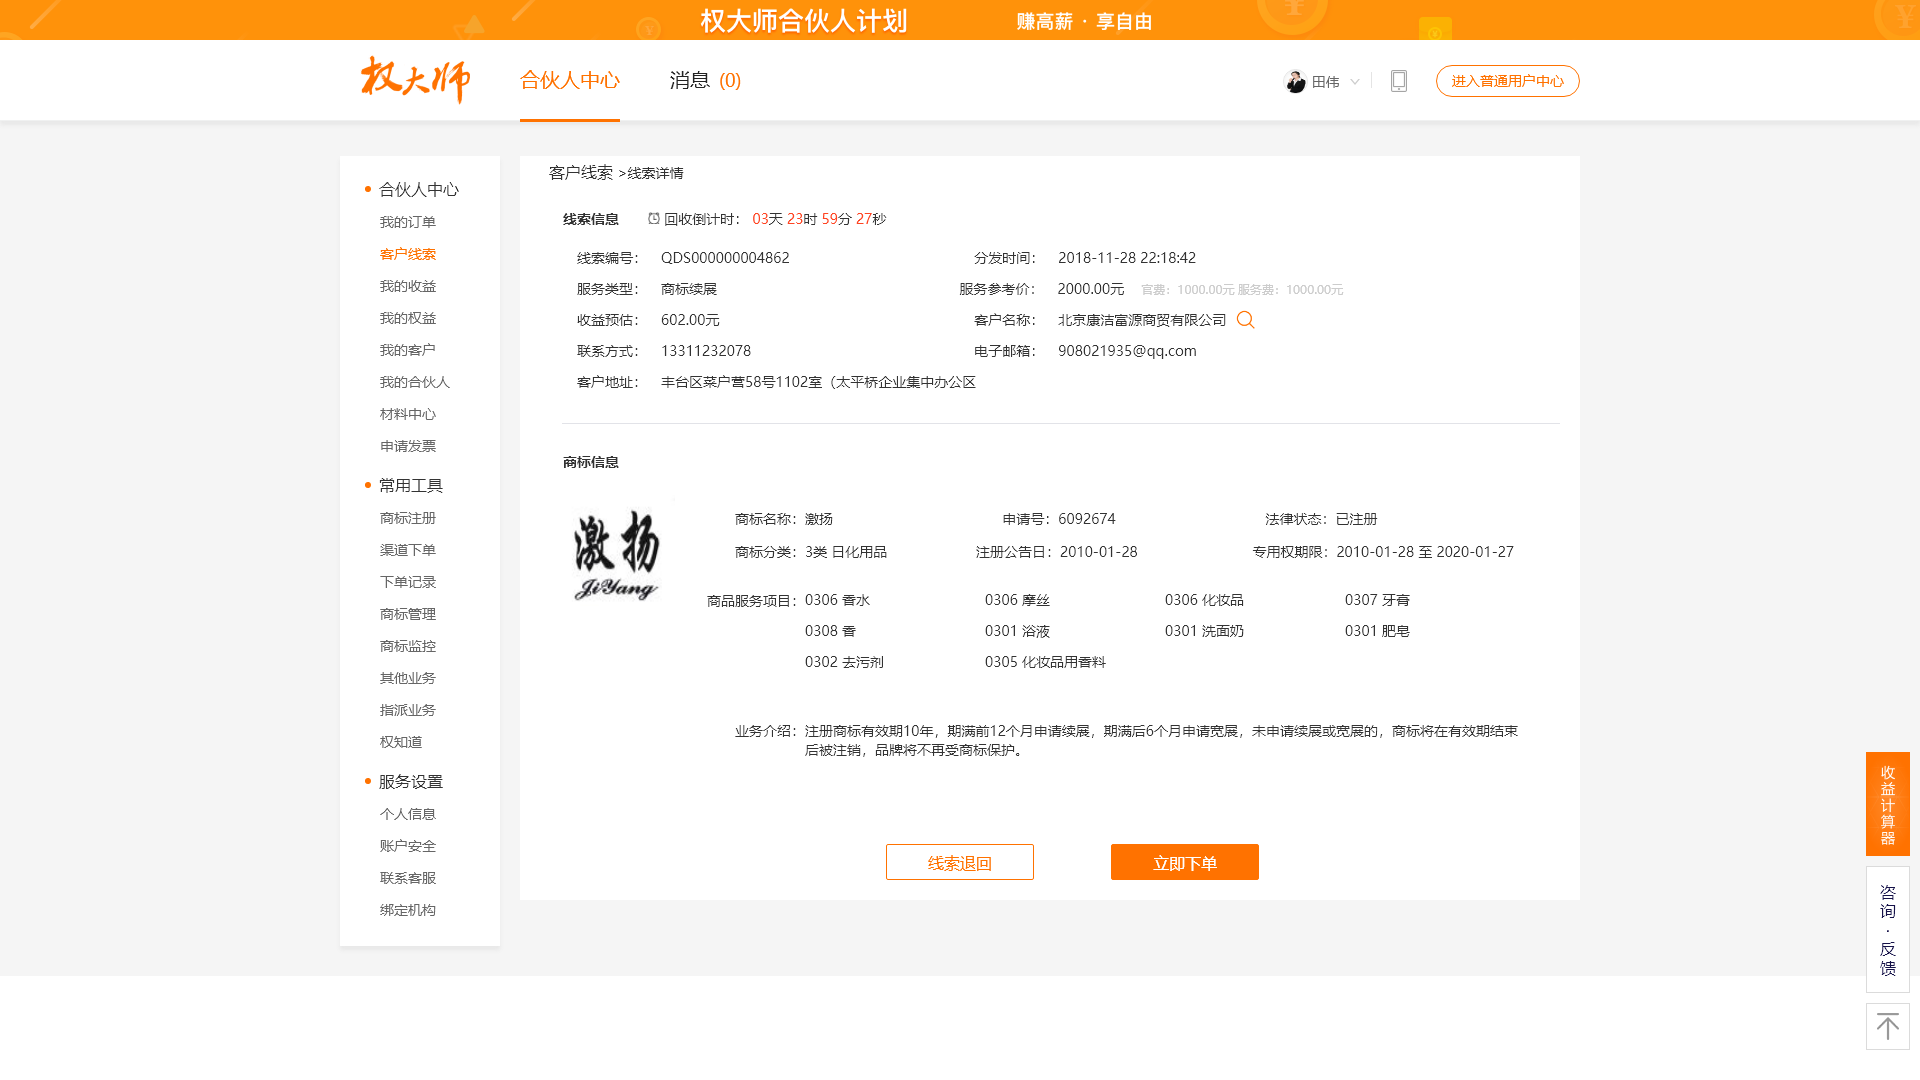 权大师合伙人计划 赚高薪 · 享自由
权大师 合伙人中心 消息 (0) 田伟 进入普通用户中心
合伙人中心
我的订单
客户线索
我的收益
我的权益
我的客户
我的合伙人
材料中心
申请发票
常用工具
商标注册
渠道下单
下单记录
商标管理
商标监控
其他业务
指派业务
权知道
服务设置
个人信息
账户安全
联系客服
绑定机构
客户线索 >线索详情
线索信息 回收倒计时： 03天 23时 59分 27秒
线索编号： QDS000000004862 分发时间： 2018-11-28 22:18:42
服务类型： 商标续展 服务参考价： 2000.00元 官费：1000.00元 服务费：1000.00元
收益预估： 602.00元 客户名称： 北京康洁富源商贸有限公司
联系方式： 13311232078 电子邮箱： 908021935@qq.com
客户地址： 丰台区菜户营58号1102室（太平桥企业集中办公区
商标信息
激扬
JiYang
商标名称：激扬 申请号：6092674 法律状态：已注册
商标分类：3类 日化用品 注册公告日：2010-01-28 专用权期限：2010-01-28 至 2020-01-27
商品服务项目：0306 香水 0306 摩丝 0306 化妆品 0307 牙膏
0308 香 0301 浴液 0301 洗面奶 0301 肥皂
0302 去污剂 0305 化妆品用香料
业务介绍：注册商标有效期10年，期满前12个月申请续展，期满后6个月申请宽展，未申请续展或宽展的，商标将在有效期结束
后被注销，品牌将不再受商标保护。
线索退回 立即下单
收益计算器
咨询·反馈